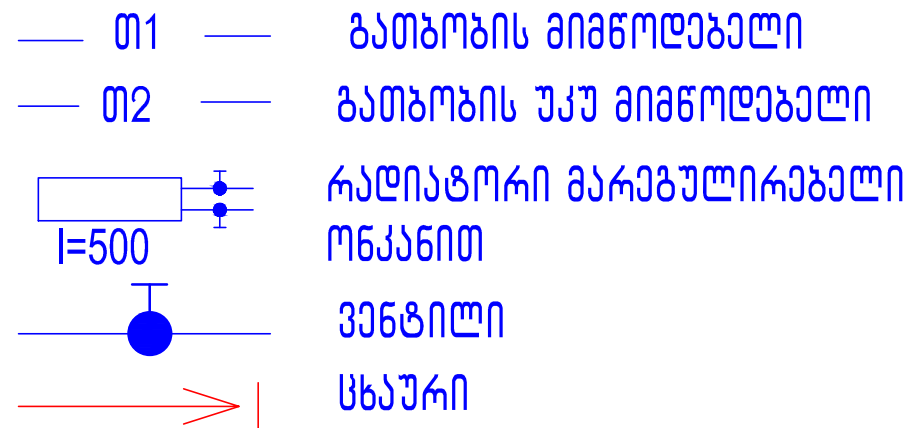 თ1 გათბობის მიმწოდებელი
თ2 გათბობის უკუ მიმწოდებელი
რადიატორი მარეგულირებელი
l=500 ონკანით
ვენტილი
ცხაური